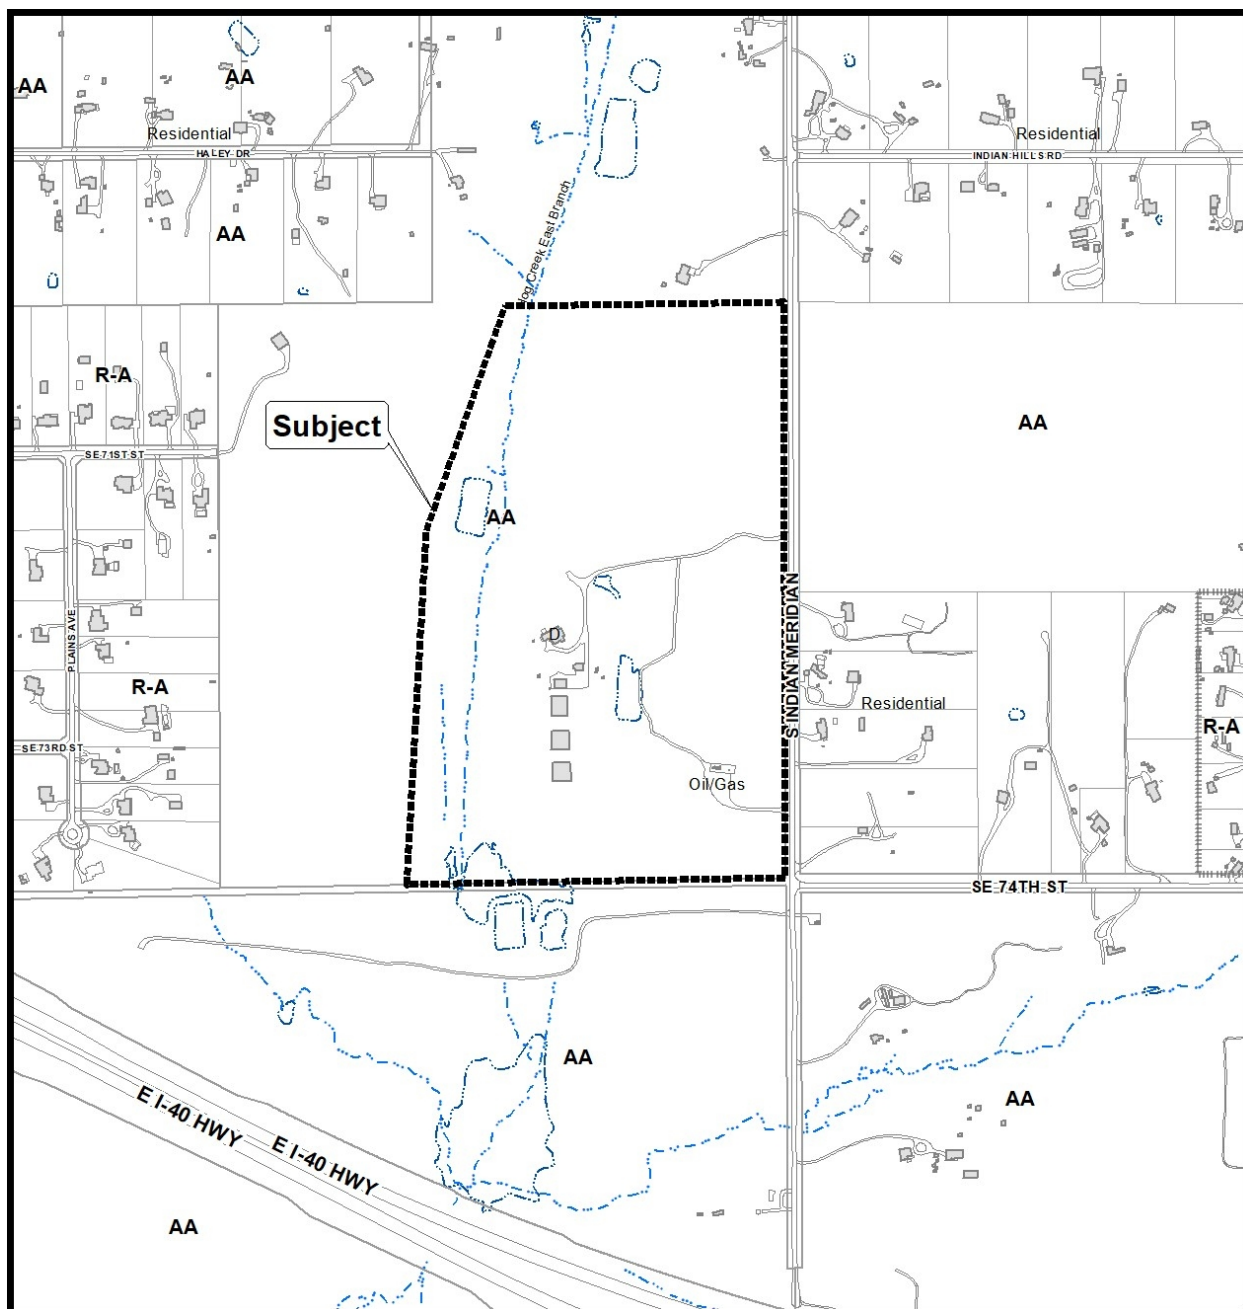 AA
AA
Residential
HALEY DR
AA
Hog Creek East Branch
Residential
INDIAN HILLS RD
R-A
Subject
AA
SE 71ST ST
AA
D
PLAINS AVE
S INDIAN MERIDIAN
R-A
Residential
R-A
SE 73RD ST
Oil/Gas
SE 74TH ST
AA
AA
E I-40 HWY
E I-40 HWY
AA